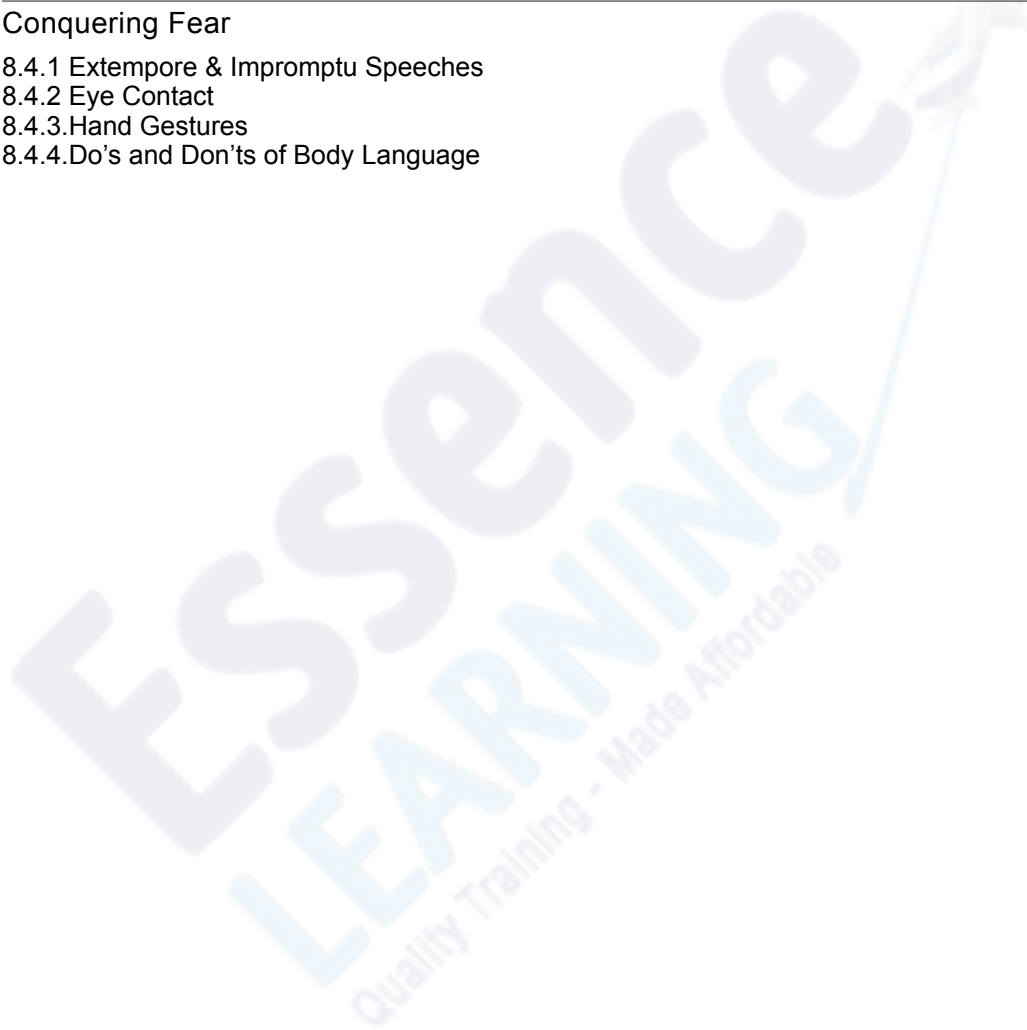 Conquering Fear
8.4.1 Extempore & Impromptu Speeches
8.4.2 Eye Contact
8.4.3.Hand Gestures
8.4.4.Do’s and Don’ts of Body Language
Essence
LEARNING
Quality Training - Made Affordable